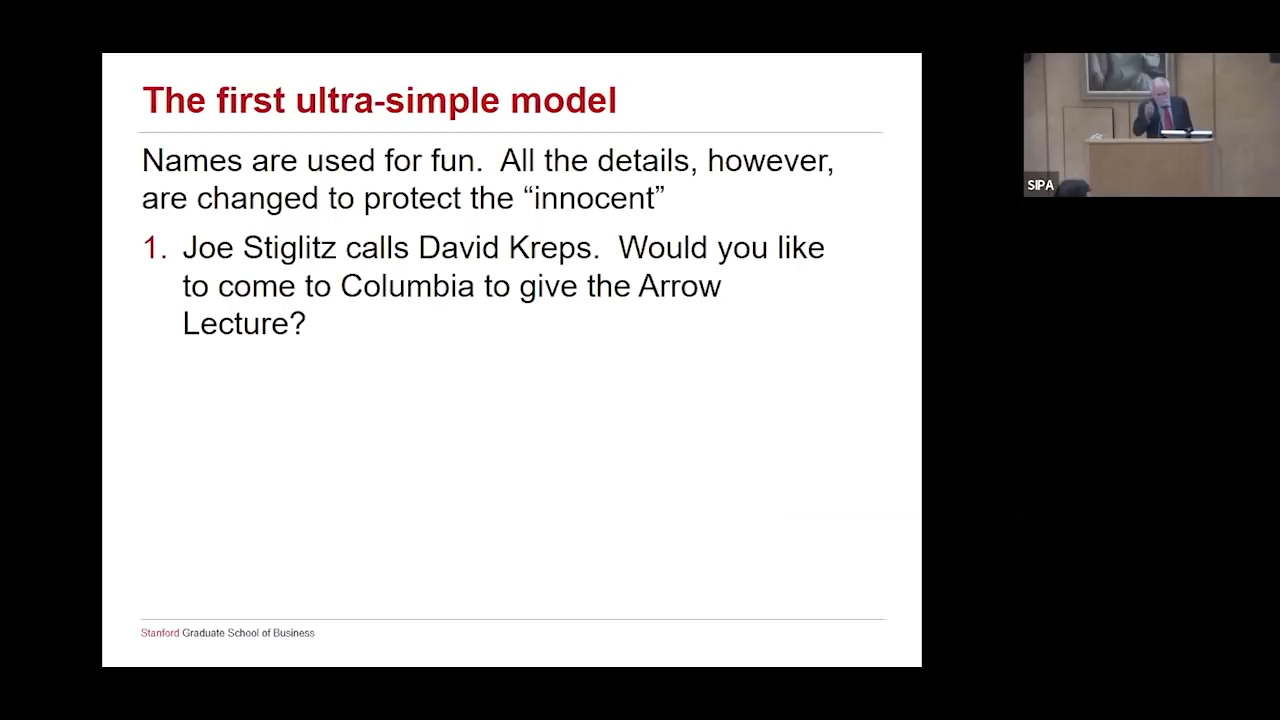 The first ultra-simple model
Names are used for fun.  All the details, however,
are changed to protect the “innocent”
1. Joe Stiglitz calls David Kreps.  Would you like
to come to Columbia to give the Arrow
Lecture?
Stanford Graduate School of Business
SIPA